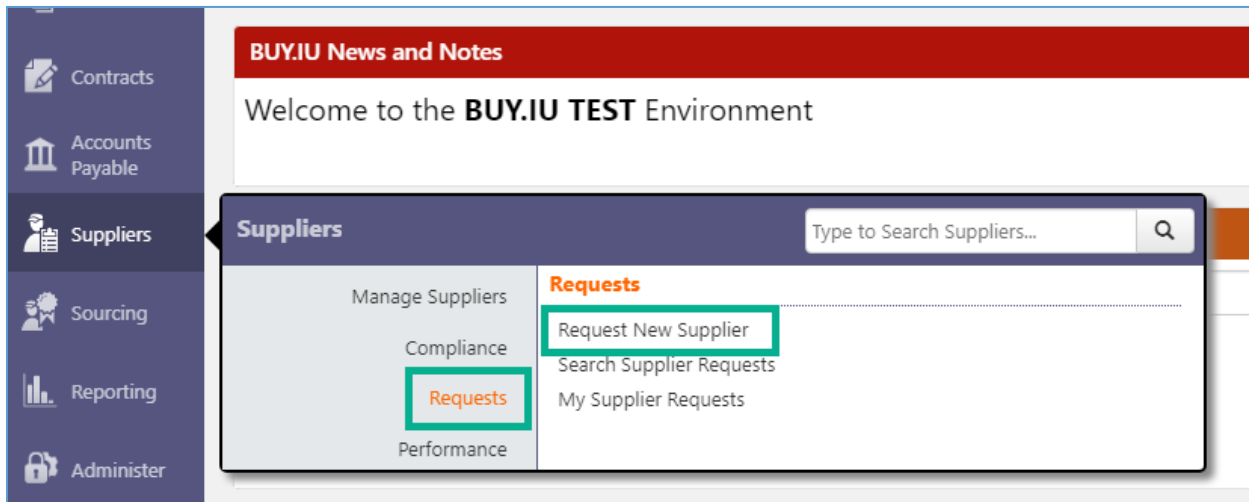 BUY.IU News and Notes
Welcome to the BUY.IU TEST Environment
Contracts
Accounts
Payable
Suppliers
Sourcing
Reporting
Administer
Suppliers
Type to Search Suppliers...
Manage Suppliers
Compliance
Requests
Performance
Requests
Request New Supplier
Search Supplier Requests
My Supplier Requests